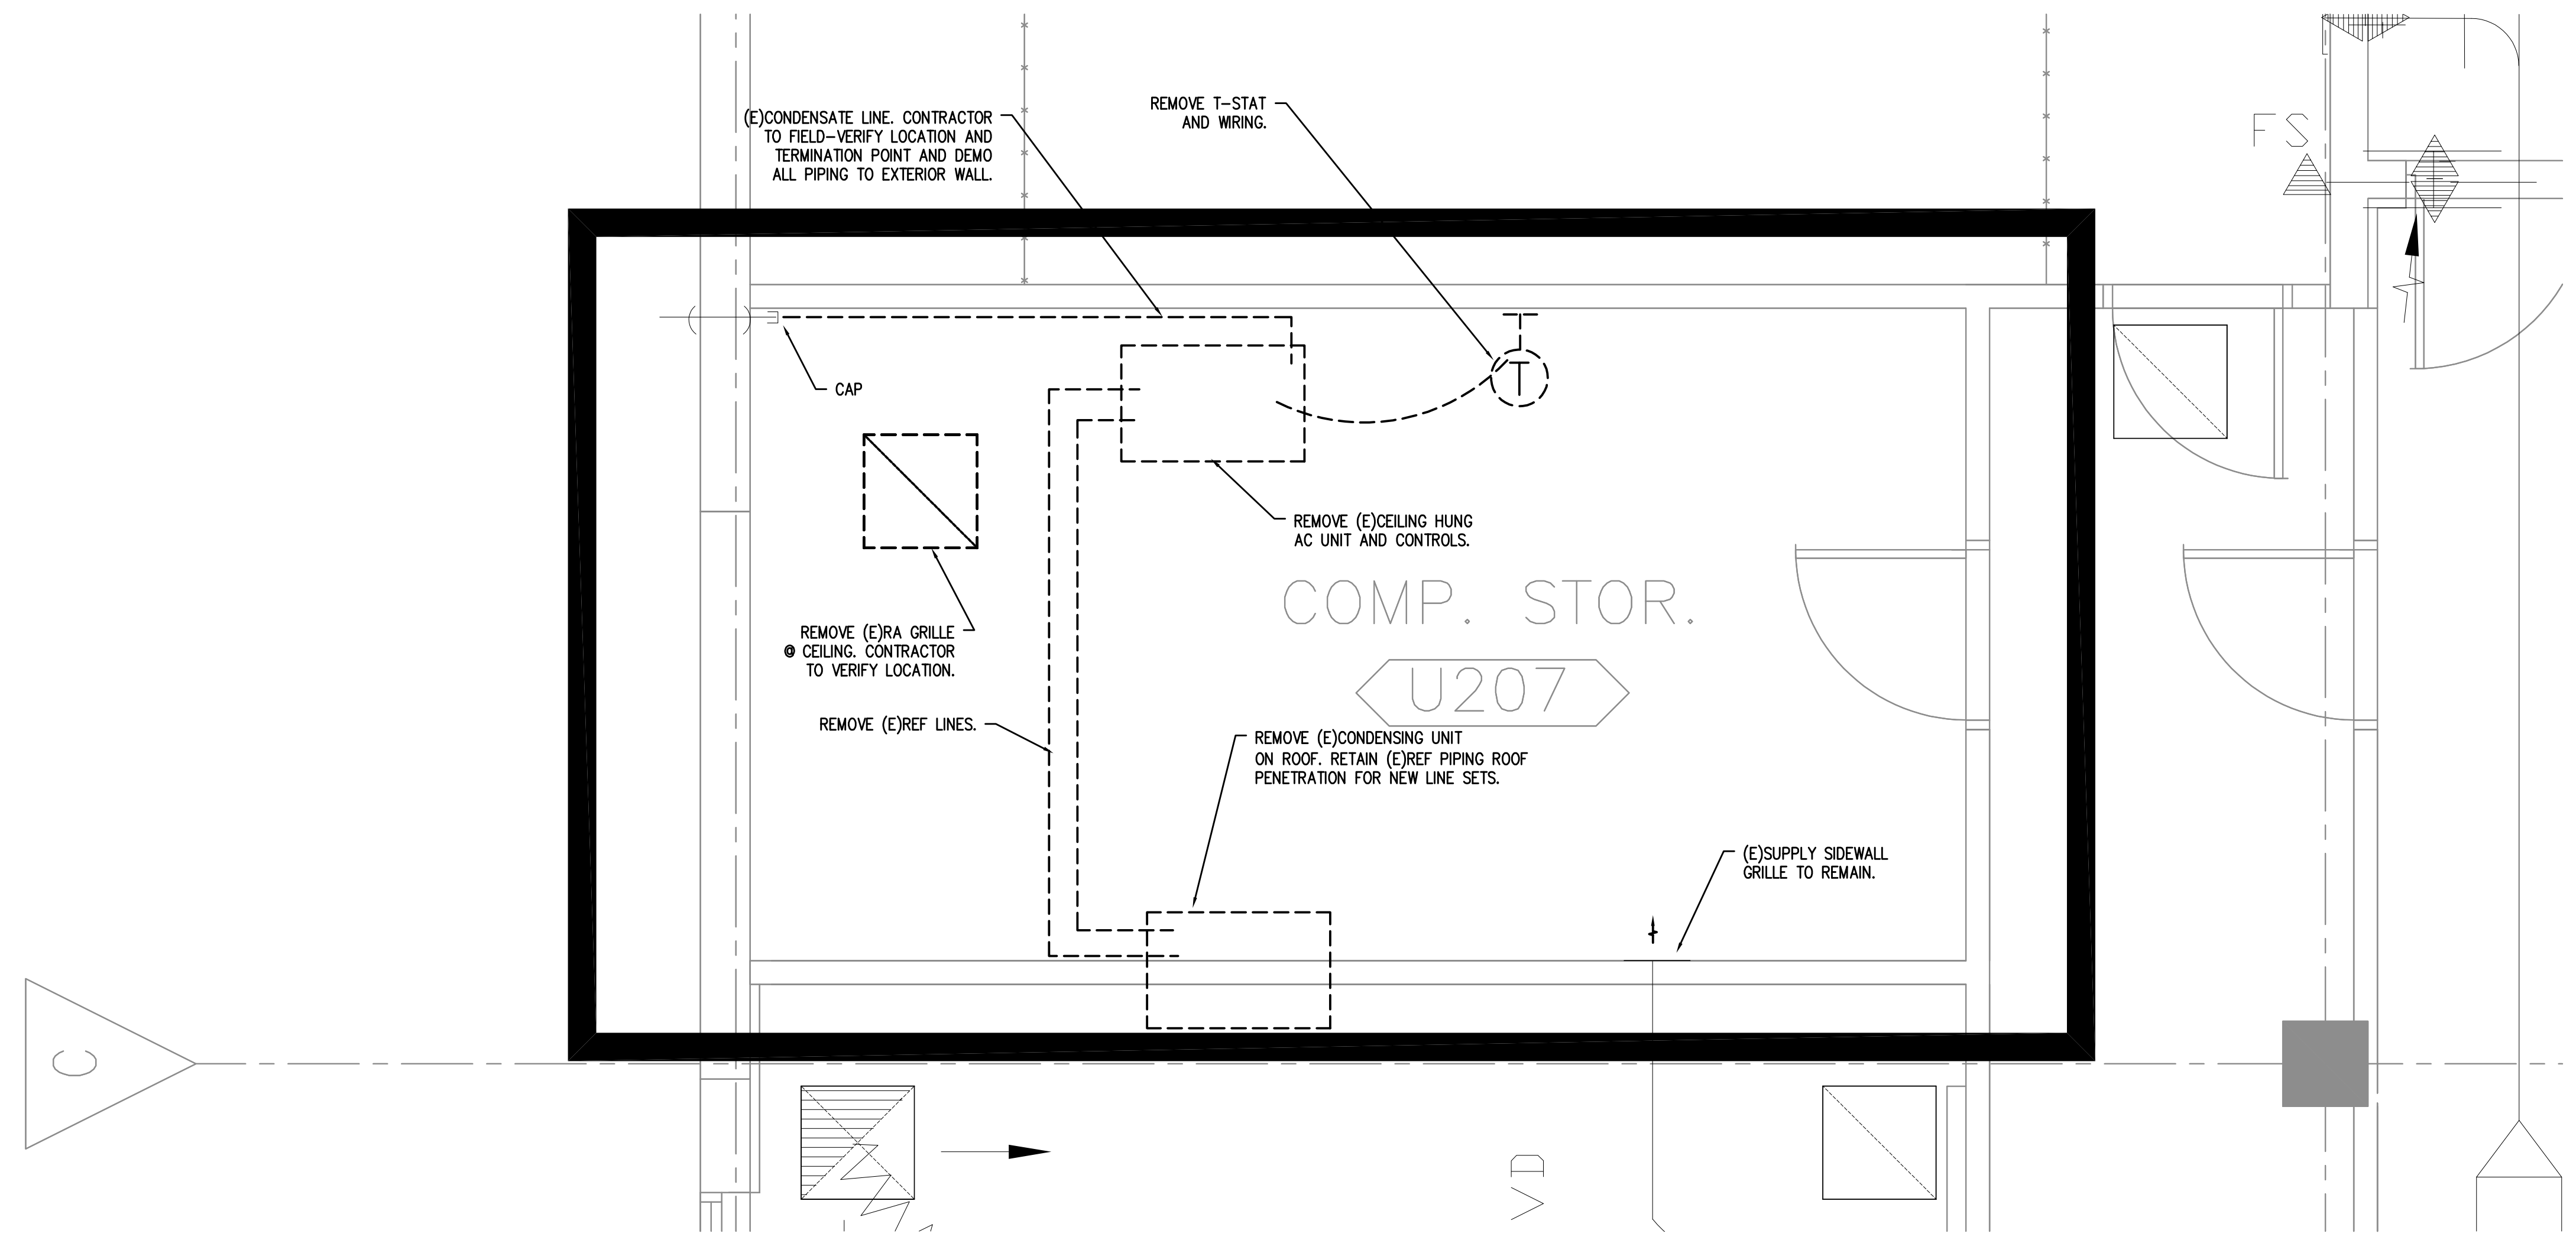 (E)CONDENSATE LINE. CONTRACTOR
TO FIELD-VERIFY LOCATION AND
TERMINATION POINT AND DEMO
ALL PIPING TO EXTERIOR WALL.
REMOVE T-STAT
AND WIRING.
FS
CAP
T
REMOVE (E)CEILING HUNG
AC UNIT AND CONTROLS.
COMP. STOR.
U207
REMOVE (E)RA GRILLE
@ CEILING. CONTRACTOR
TO VERIFY LOCATION.
REMOVE (E)REF LINES.
REMOVE (E)CONDENSING UNIT
ON ROOF. RETAIN (E)REF PIPING ROOF
PENETRATION FOR NEW LINE SETS.
(E)SUPPLY SIDEWALL
GRILLE TO REMAIN.
C
VD